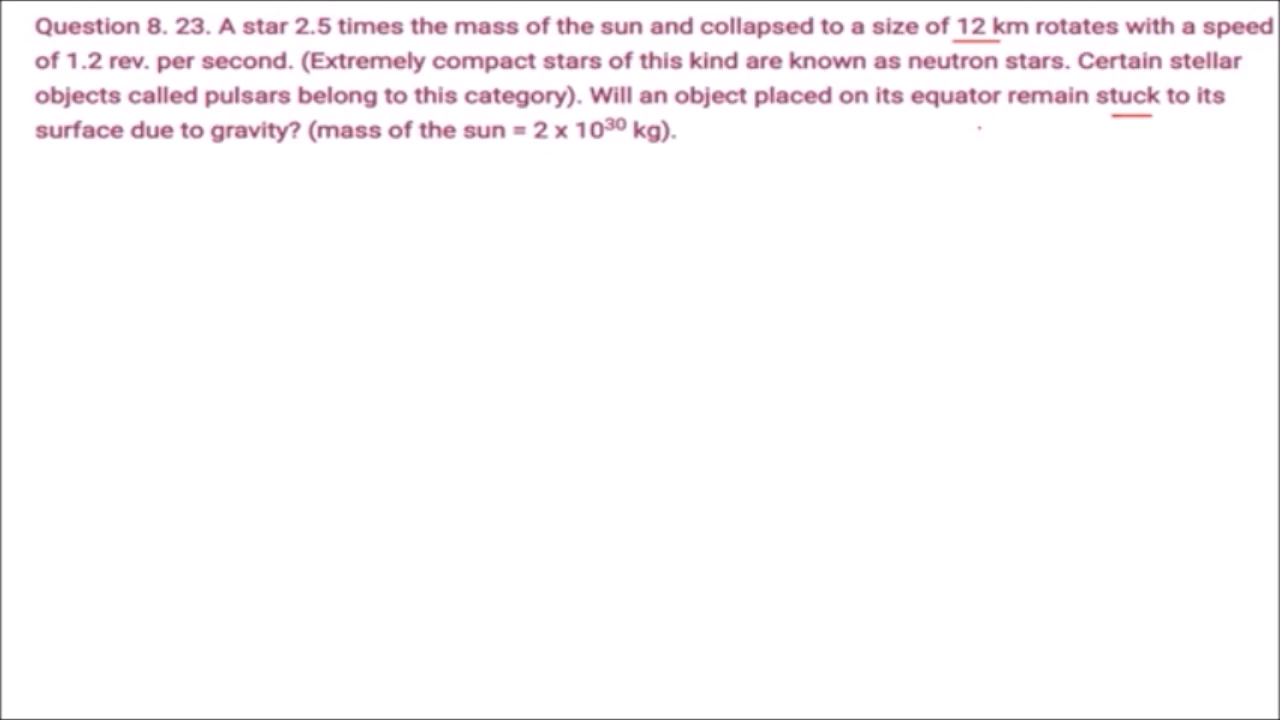 Question 8. 23. A star 2.5 times the mass of the sun and collapsed to a size of 12 km rotates with a speed
of 1.2 rev. per second. (Extremely compact stars of this kind are known as neutron stars. Certain stellar
objects called pulsars belong to this category). Will an object placed on its equator remain stuck to its
surface due to gravity? (mass of the sun = 2 x 10³⁰ kg).